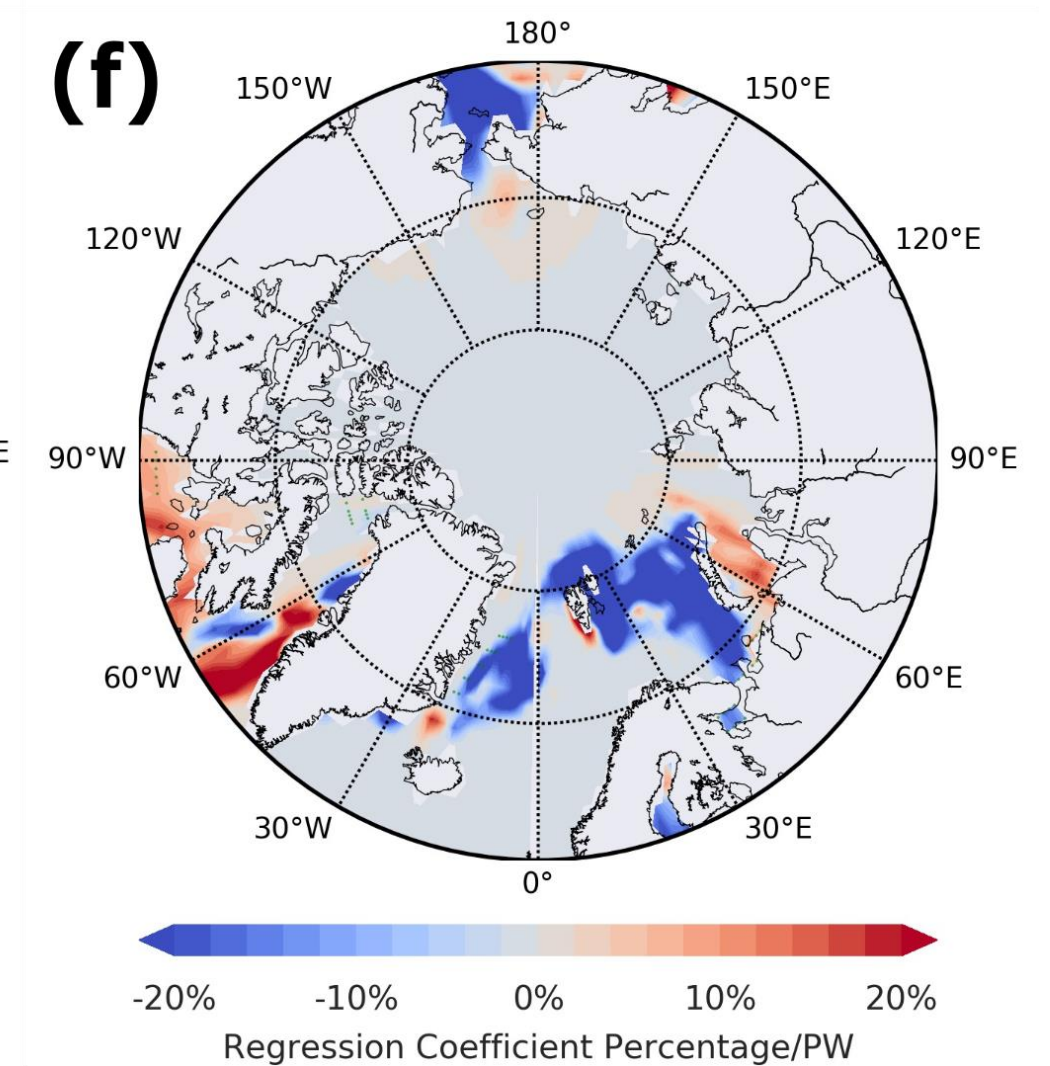 (f)
180°
150°W 150°E
120°W 120°E
E 90°W 90°E
60°W 60°E
30°W 30°E
0°
-20% -10% 0% 10% 20%
Regression Coefficient Percentage/PW